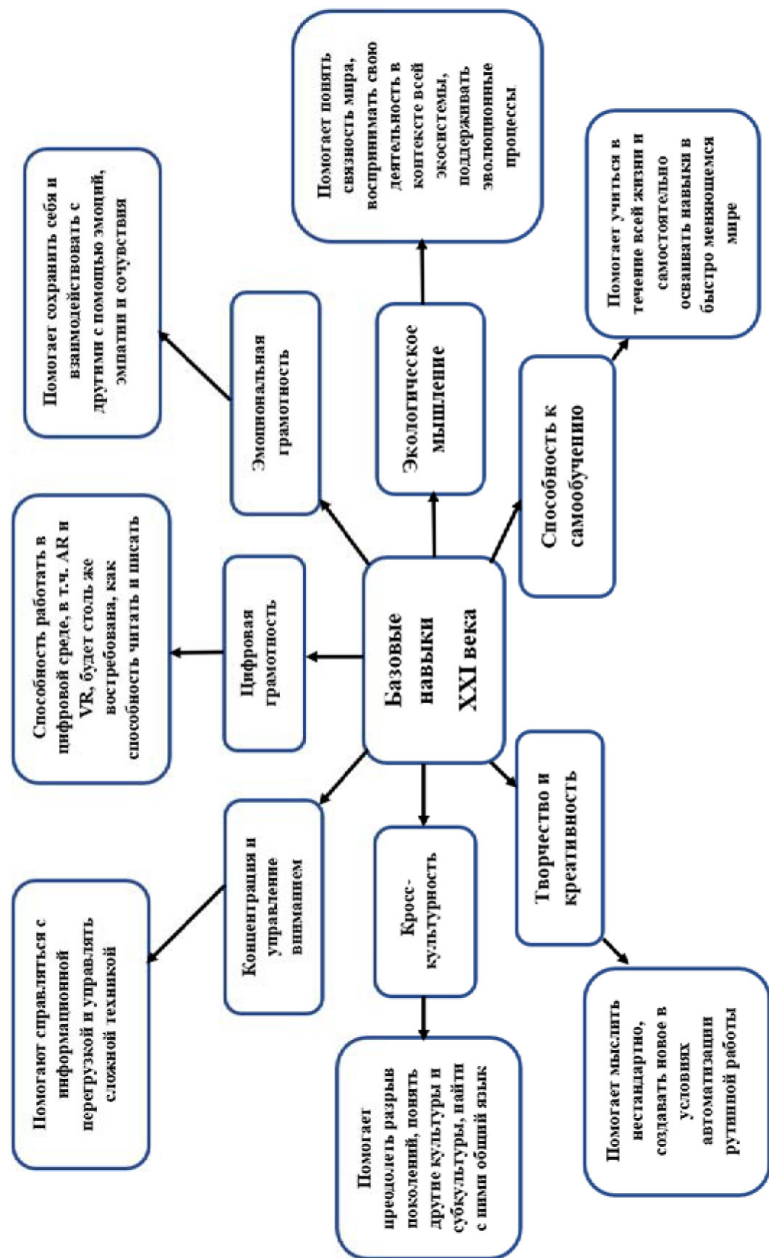 Помогают справляться с
информационной
перегрузкой и управлять
сложной техникой
Способность работать в
цифровой среде, в т.ч. AR и
VR, будет столь же
востребована, как
способность читать и писать
Помогает сохранить себя и
взаимодействовать с
другими с помощью эмоций,
эмпатии и сочувствия
Концентрация и
управление
вниманием
Цифровая
грамотность
Эмоциональная
грамотность
Помогает
преодолеть разрыв
поколений, понять
другие культуры и
субкультуры, найти
с ними общий язык
Кросс-
культурность
Базовые
навыки
XXI века
Экологическое
мышление
Помогает понять
связность мира,
воспринимать свою
деятельность в
контексте всей
экосистемы,
поддерживать
эволюционные
процессы
Творчество и
креативность
Способность к
самообучению
Помогает мыслить
нестандартно,
создавать новое в
условиях
автоматизации
рутинной работы
Помогает учиться в
течение всей жизни и
самостоятельно
осваивать навыки в
быстро меняющемся
мире